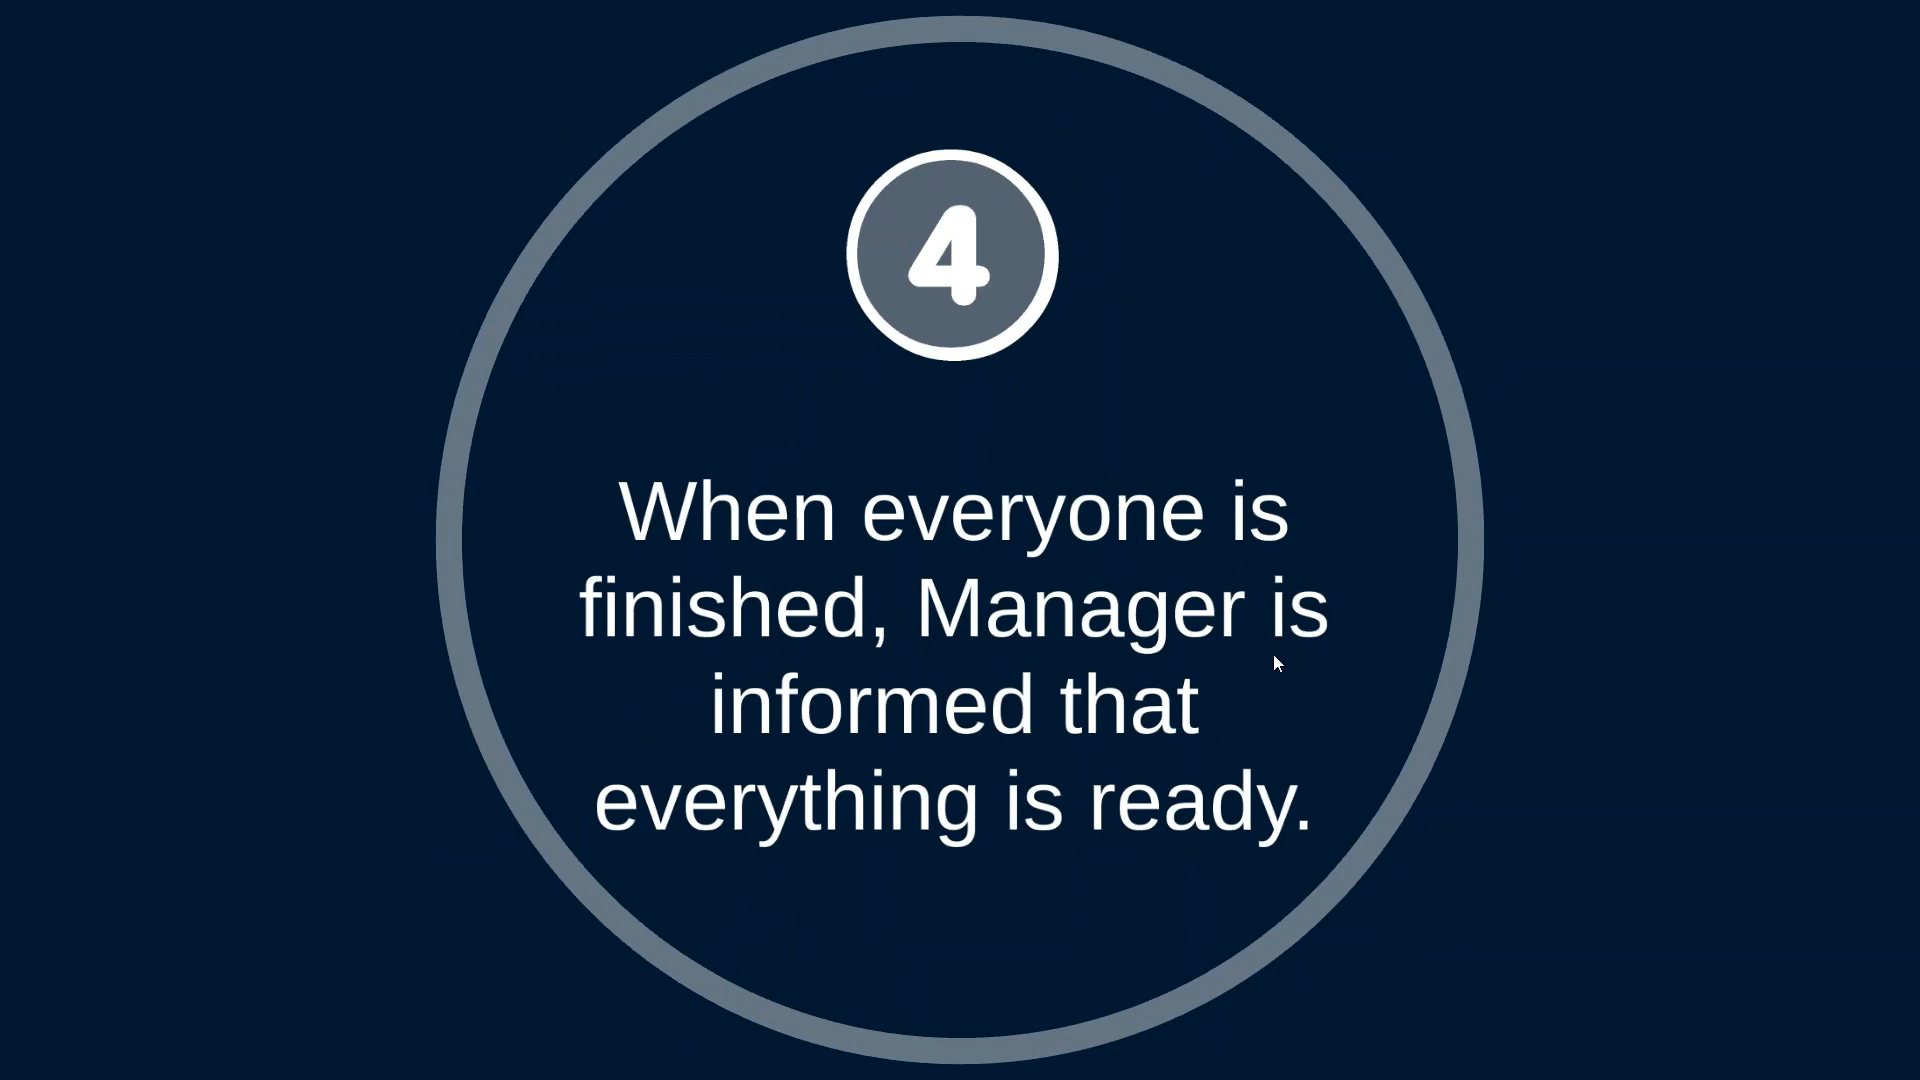 4
When everyone is
finished, Manager is
informed that
everything is ready.